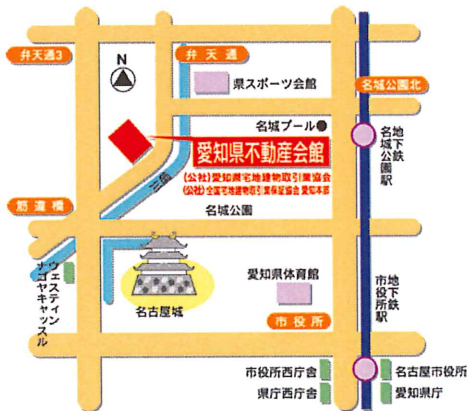 弁天通3
弁天通
名城公園北
N
県スポーツ会館
名城プール
地下鉄
名城公園駅
愛知県不動産会館
(公社)愛知県宅地建物取引業協会
(公社)全国宅地建物取引業保証協会 愛知本部
筋違橋
名城公園
ウェスティン
ナゴヤキャッスル
名古屋城
愛知県体育館
地下鉄
市役所駅
市役所
市役所西庁舎
名古屋市役所
県庁西庁舎
愛知県庁